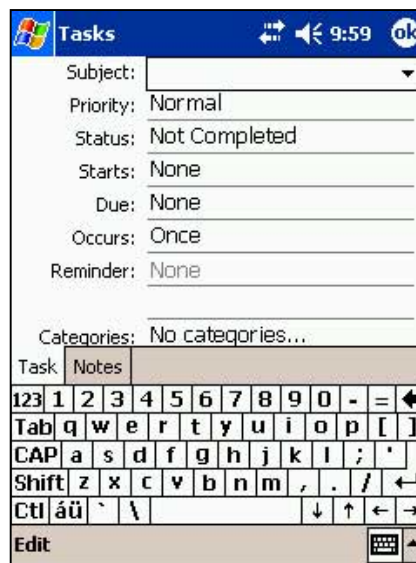 Tasks 9:59 ok
Subject:
Priority: Normal
Status: Not Completed
Starts: None
Due: None
Occurs: Once
Reminder: None
Categories: No categories...
Task Notes
123 1 2 3 4 5 6 7 8 9 0 - =
Tab q w e r t y u i o p [ ]
CAP a s d f g h j k l ; '
Shift z x c v b n m , . /
Ctl áü ` \
Edit